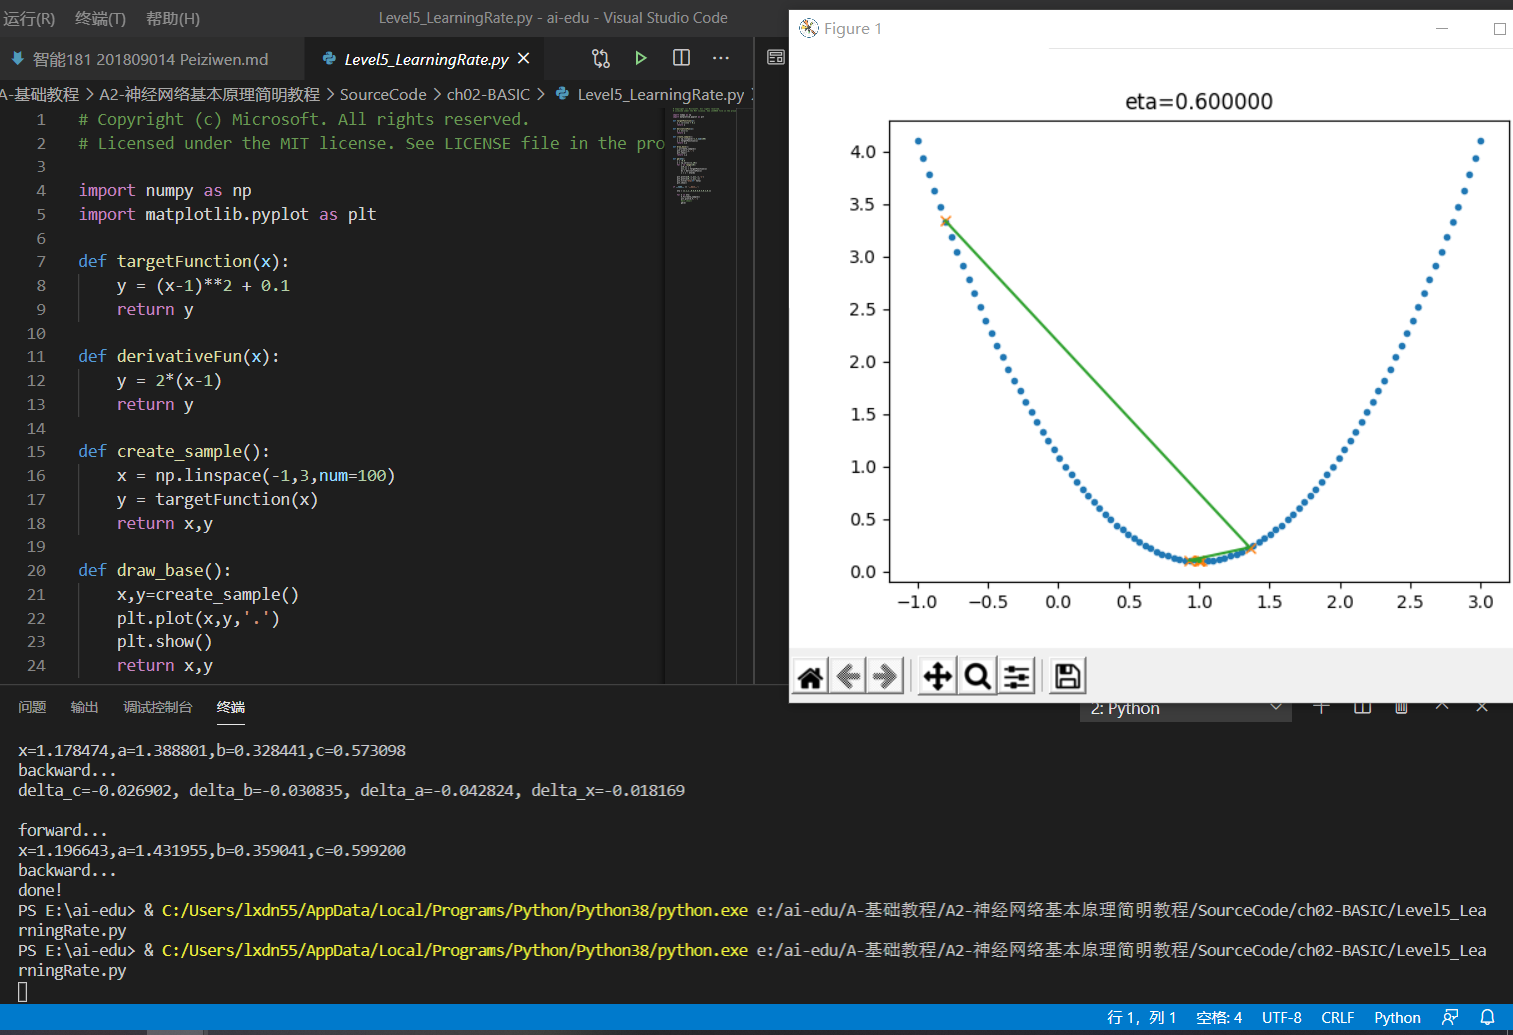 运行(R) 终端(T) 帮助(H) Level5_LearningRate.py - ai-edu - Visual Studio Code
智能181 201809014 Peiziwen.md Level5_LearningRate.py
A-基础教程 > A2-神经网络基本原理简明教程 > SourceCode > ch02-BASIC > Level5_LearningRate.py
1 # Copyright (c) Microsoft. All rights reserved.
2 # Licensed under the MIT license. See LICENSE file in the pro
3
4 import numpy as np
5 import matplotlib.pyplot as plt
6
7 def targetFunction(x):
8 y = (x-1)**2 + 0.1
9 return y
10
11 def derivativeFun(x):
12 y = 2*(x-1)
13 return y
14
15 def create_sample():
16 x = np.linspace(-1,3,num=100)
17 y = targetFunction(x)
18 return x,y
19
20 def draw_base():
21 x,y=create_sample()
22 plt.plot(x,y,'.')
23 plt.show()
24 return x,y
Figure 1
eta=0.600000
4.0
3.5
3.0
2.5
2.0
1.5
1.0
0.5
0.0
−1.0 −0.5 0.0 0.5 1.0 1.5 2.0 2.5 3.0
问题 输出 调试控制台 终端 2: Python
x=1.178474,a=1.388801,b=0.328441,c=0.573098
backward...
delta_c=-0.026902, delta_b=-0.030835, delta_a=-0.042824, delta_x=-0.018169
forward...
x=1.196643,a=1.431955,b=0.359041,c=0.599200
backward...
done!
PS E:\ai-edu> & C:/Users/lxdn55/AppData/Local/Programs/Python/Python38/python.exe e:/ai-edu/A-基础教程/A2-神经网络基本原理简明教程/SourceCode/ch02-BASIC/Level5_Lea
rningRate.py
PS E:\ai-edu> & C:/Users/lxdn55/AppData/Local/Programs/Python/Python38/python.exe e:/ai-edu/A-基础教程/A2-神经网络基本原理简明教程/SourceCode/ch02-BASIC/Level5_Lea
rningRate.py
行 1，列 1 空格: 4 UTF-8 CRLF Python